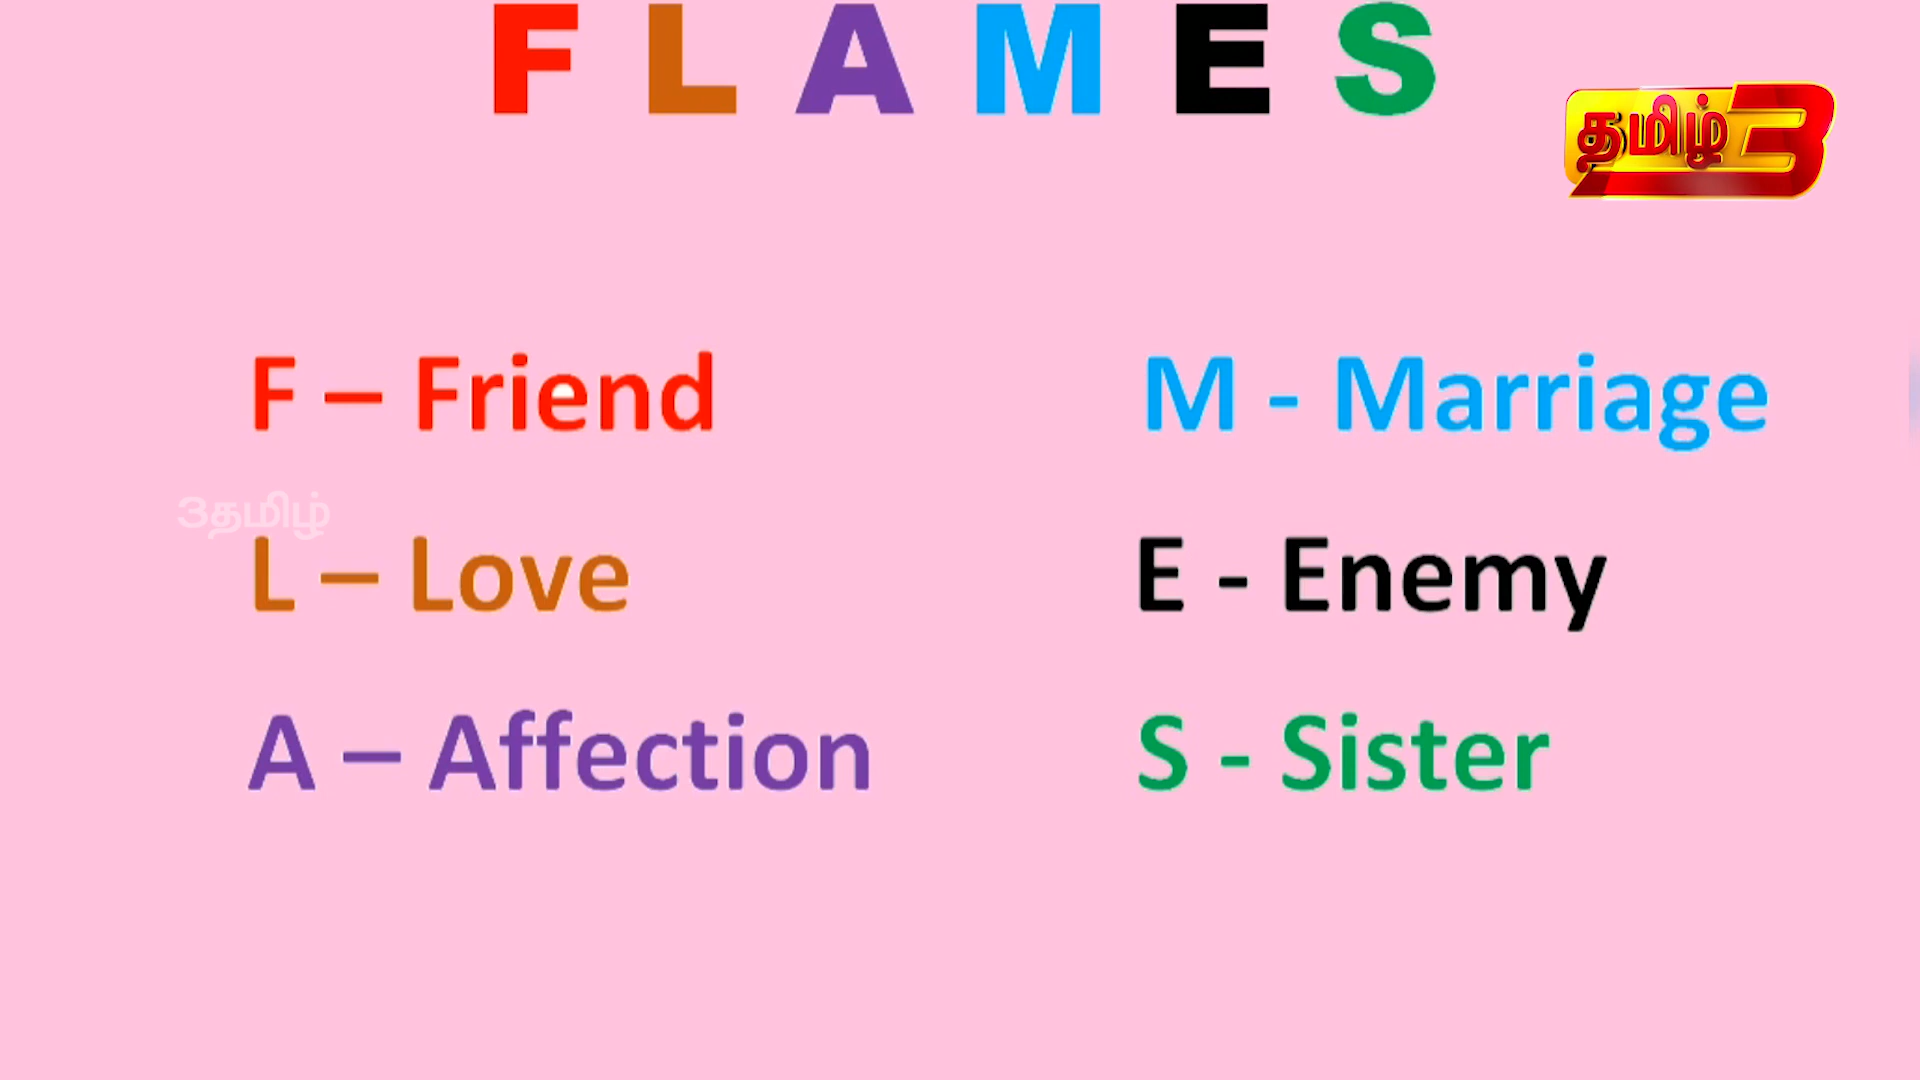 F L A M E S
தமிழ் 3
F – Friend
M - Marriage
3தமிழ்
L – Love
E - Enemy
A – Affection
S - Sister